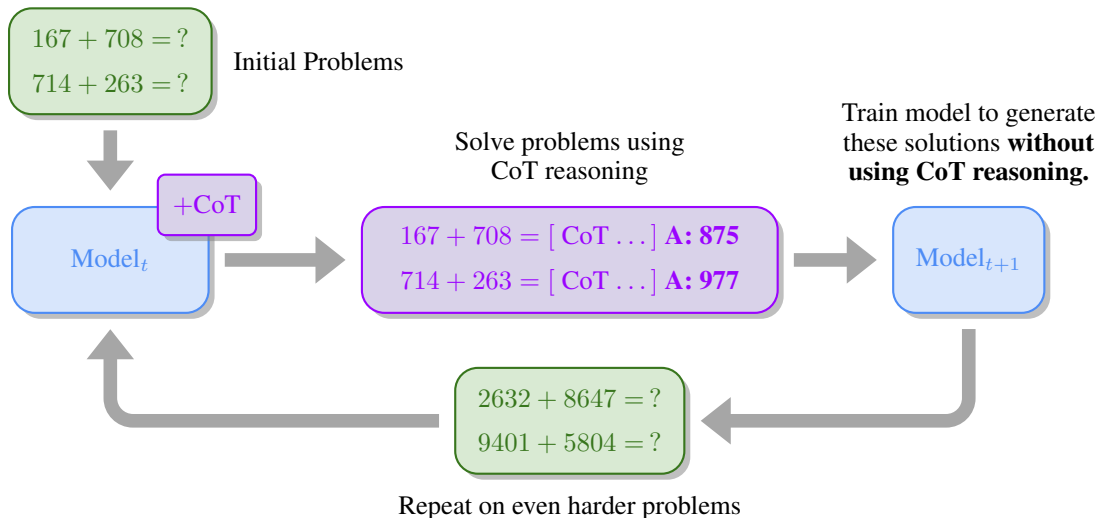 167 + 708 = ?
714 + 263 = ?
Initial Problems
Train model to generate
these solutions without
using CoT reasoning.
Solve problems using
CoT reasoning
+CoT
Model_t
167 + 708 = [ CoT … ] A: 875
714 + 263 = [ CoT … ] A: 977
Model_{t+1}
2632 + 8647 = ?
9401 + 5804 = ?
Repeat on even harder problems